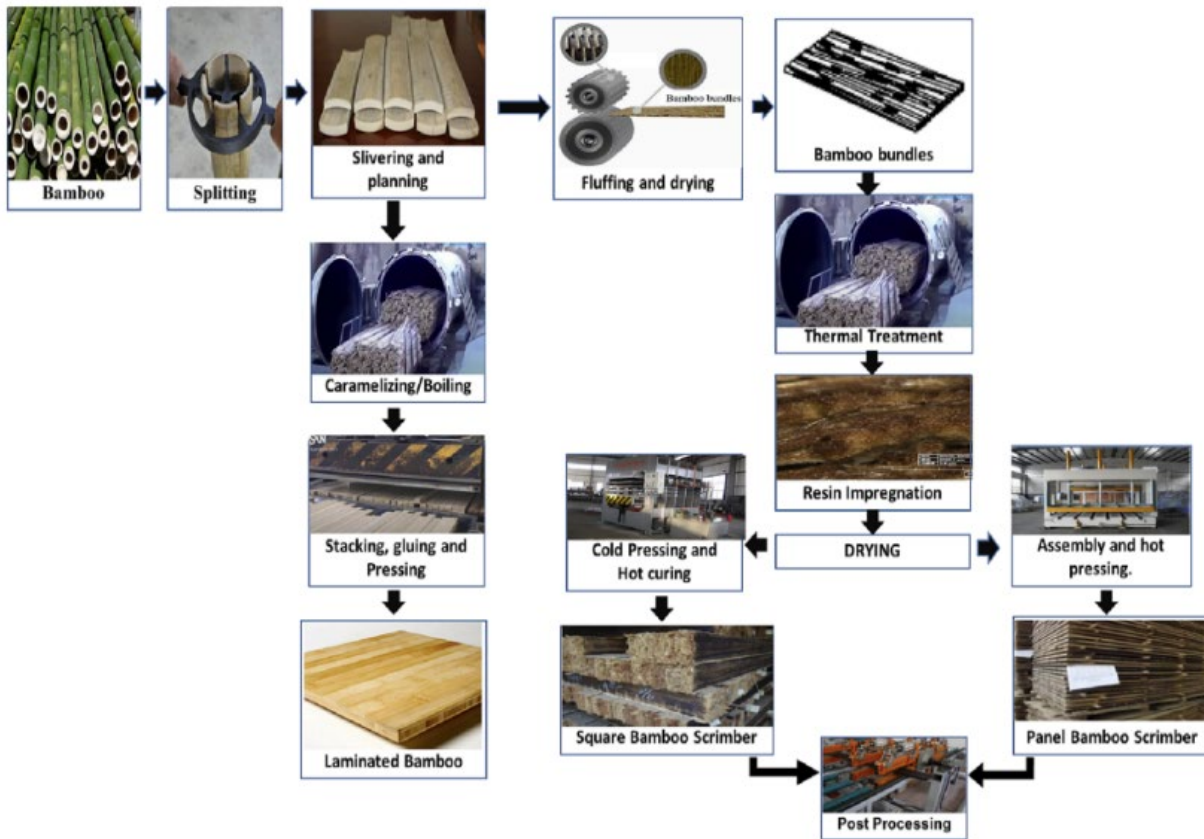 Bamboo
Splitting
Slivering and
planning
Bamboo bundles
Fluffing and drying
Bamboo bundles
Caramelizing/Boiling
Thermal Treatment
Stacking, gluing and
Pressing
Resin Impregnation
Cold Pressing and
Hot curing
DRYING
Assembly and hot
pressing.
Laminated Bamboo
Square Bamboo Scrimber
Panel Bamboo Scrimber
Post Processing